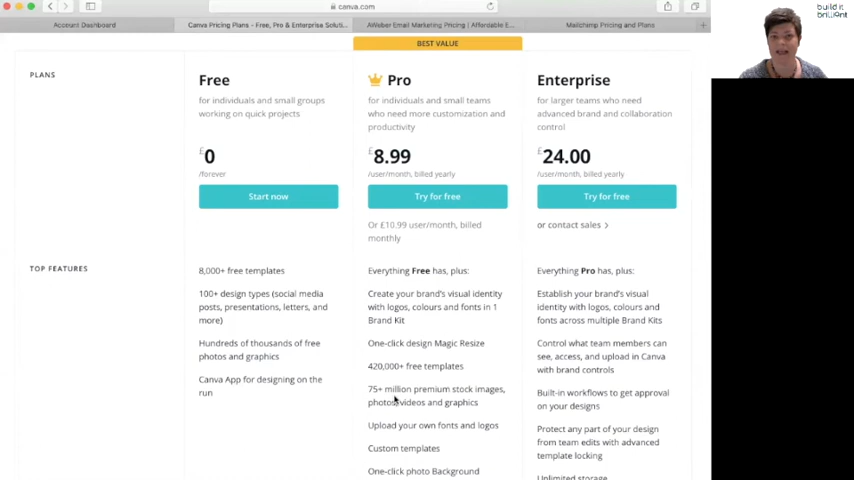 canva.com
Account Dashboard
Canva Pricing Plans - Free, Pro & Enterprise Soluti...
AWeber Email Marketing Pricing | Affordable E...
Mailchimp Pricing and Plans
build it
brilliant
BEST VALUE
PLANS
Free
for individuals and small groups
working on quick projects
£0
/forever
Start now
Pro
for individuals and small teams
who need more customization and
productivity
£8.99
/user/month, billed yearly
Try for free
Or £10.99 user/month, billed
monthly
Enterprise
for larger teams who need
advanced brand and collaboration
control
£24.00
/user/month, billed yearly
Try for free
or contact sales >
TOP FEATURES
8,000+ free templates
100+ design types (social media
posts, presentations, letters, and
more)
Hundreds of thousands of free
photos and graphics
Canva App for designing on the
run
Everything Free has, plus:
Create your brand's visual identity
with logos, colours and fonts in 1
Brand Kit
One-click design Magic Resize
420,000+ free templates
75+ million premium stock images,
photos, videos and graphics
Upload your own fonts and logos
Custom templates
One-click photo Background
Everything Pro has, plus:
Establish your brand's visual
identity with logos, colours and
fonts across multiple Brand Kits
Control what team members can
see, access, and upload in Canva
with brand controls
Built-in workflows to get approval
on your designs
Protect any part of your design
from team edits with advanced
template locking
Unlimited storage